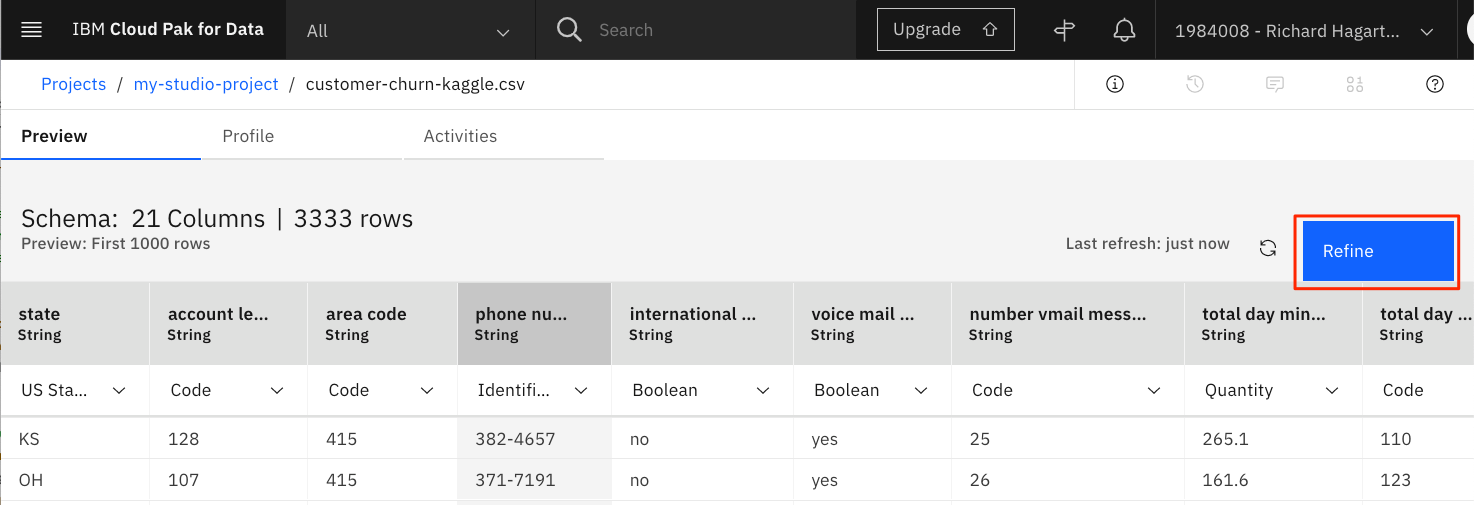 IBM Cloud Pak for Data All Search Upgrade 1984008 - Richard Hagart...
Projects / my-studio-project / customer-churn-kaggle.csv
Preview Profile Activities
Schema: 21 Columns | 3333 rows
Preview: First 1000 rows
Last refresh: just now
Refine
state account le... area code phone nu... international ... voice mail ... number vmail mess... total day min... total day ...
String String String String String String String String String
US Sta... Code Code Identifi... Boolean Boolean Code Quantity Code
KS 128 415 382-4657 no yes 25 265.1 110
OH 107 415 371-7191 no yes 26 161.6 123